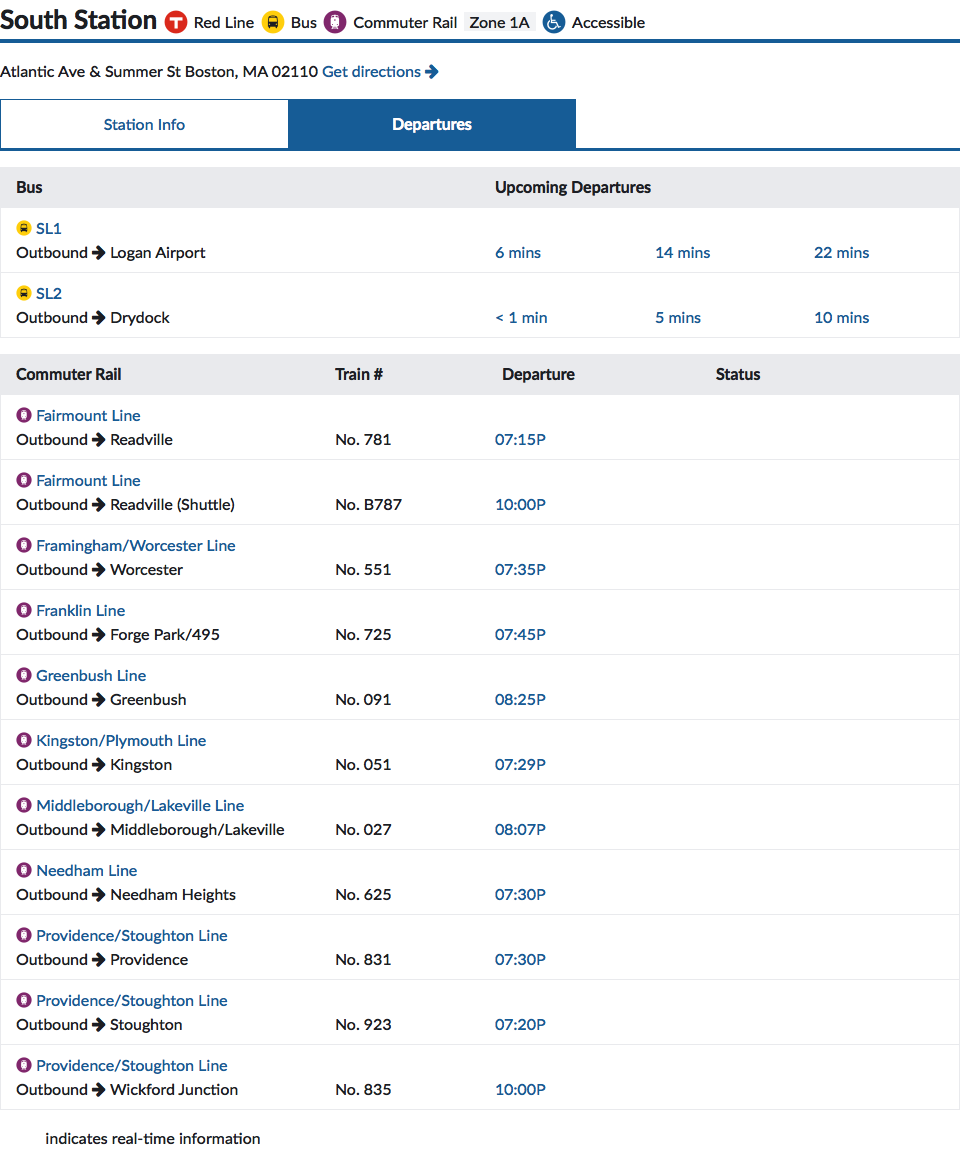 South Station T Red Line Bus Commuter Rail Zone 1A Accessible
Atlantic Ave & Summer St Boston, MA 02110 Get directions
Station Info Departures
Bus Upcoming Departures
SL1
Outbound → Logan Airport 6 mins 14 mins 22 mins
SL2
Outbound → Drydock < 1 min 5 mins 10 mins
Commuter Rail Train # Departure Status
Fairmount Line
Outbound → Readville No. 781 07:15P
Fairmount Line
Outbound → Readville (Shuttle) No. B787 10:00P
Framingham/Worcester Line
Outbound → Worcester No. 551 07:35P
Franklin Line
Outbound → Forge Park/495 No. 725 07:45P
Greenbush Line
Outbound → Greenbush No. 091 08:25P
Kingston/Plymouth Line
Outbound → Kingston No. 051 07:29P
Middleborough/Lakeville Line
Outbound → Middleborough/Lakeville No. 027 08:07P
Needham Line
Outbound → Needham Heights No. 625 07:30P
Providence/Stoughton Line
Outbound → Providence No. 831 07:30P
Providence/Stoughton Line
Outbound → Stoughton No. 923 07:20P
Providence/Stoughton Line
Outbound → Wickford Junction No. 835 10:00P
indicates real-time information